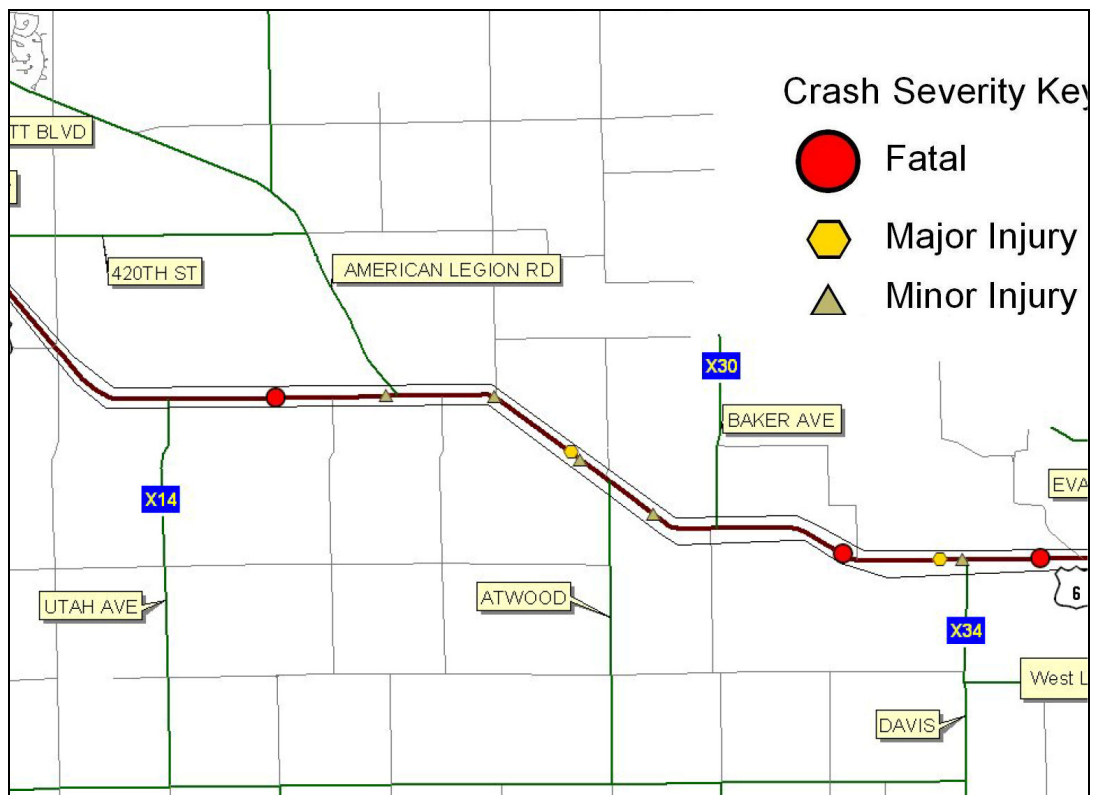 Crash Severity Key
Fatal
Major Injury
Minor Injury
TT BLVD
420TH ST
AMERICAN LEGION RD
X30
BAKER AVE
X14
EVA
UTAH AVE
ATWOOD
6
X34
West L
DAVIS